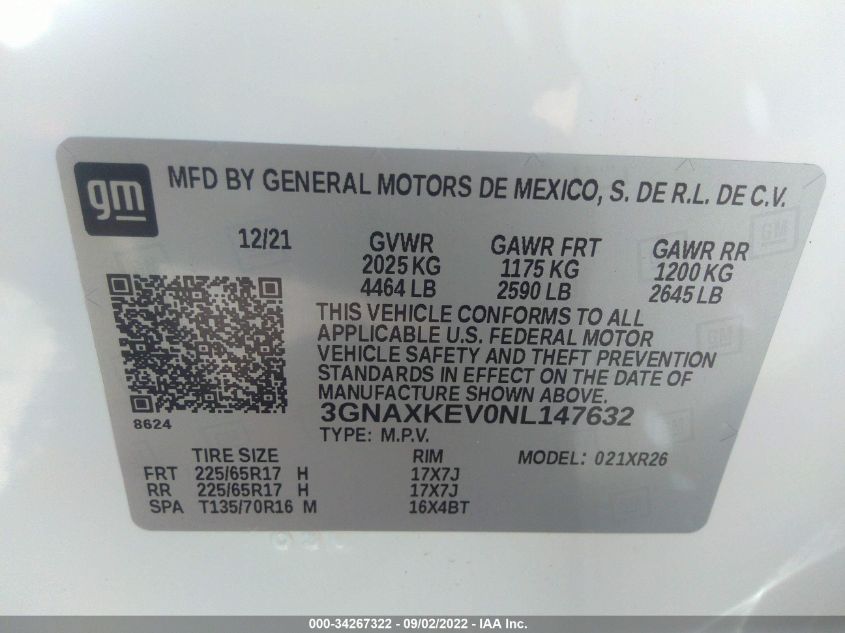 gm
MFD BY GENERAL MOTORS DE MEXICO, S. DE R.L. DE C.V.
12/21 GVWR GAWR FRT GAWR RR
2025 KG 1175 KG 1200 KG
4464 LB 2590 LB 2645 LB
THIS VEHICLE CONFORMS TO ALL
APPLICABLE U.S. FEDERAL MOTOR
VEHICLE SAFETY AND THEFT PREVENTION
STANDARDS IN EFFECT ON THE DATE OF
MANUFACTURE SHOWN ABOVE.
8624
3GNAXKEV0NL147632
TYPE: M.P.V.
TIRE SIZE RIM MODEL: 021XR26
FRT 225/65R17 H 17X7J
RR 225/65R17 H 17X7J
SPA T135/70R16 M 16X4BT
GM
GM
000-34267322 - 09/02/2022 - IAA Inc.